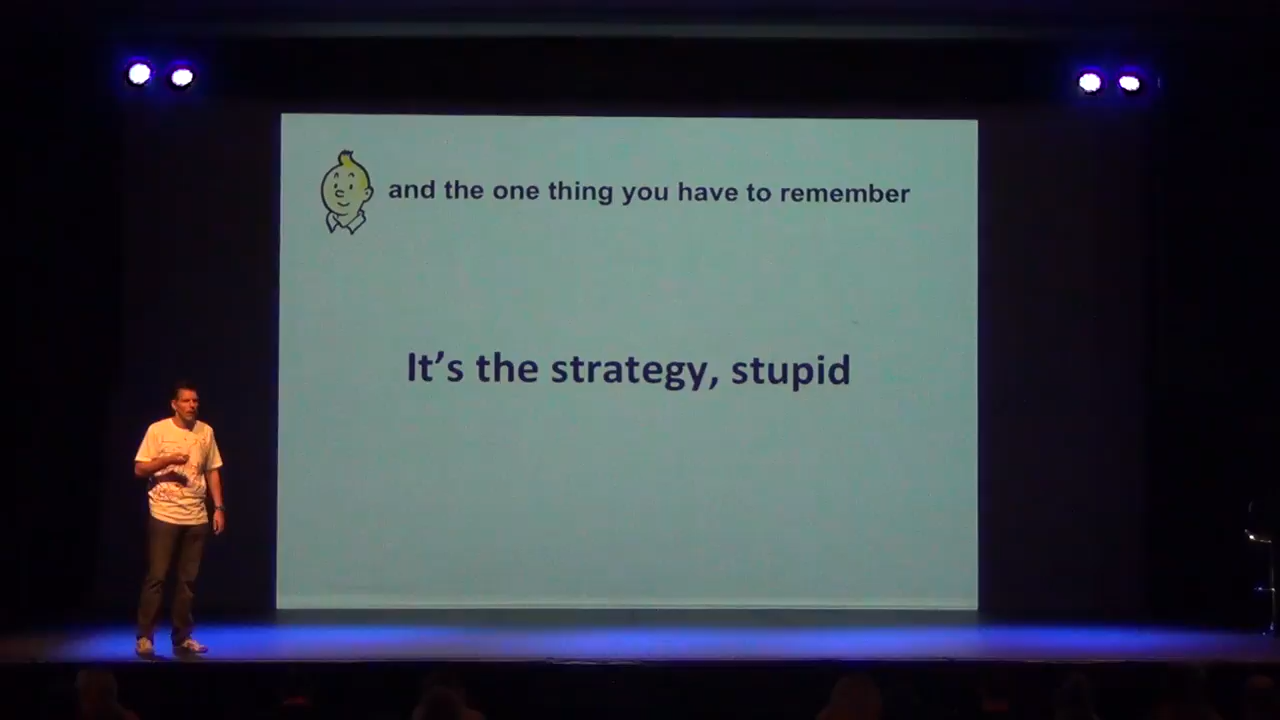 and the one thing you have to remember
It’s the strategy, stupid